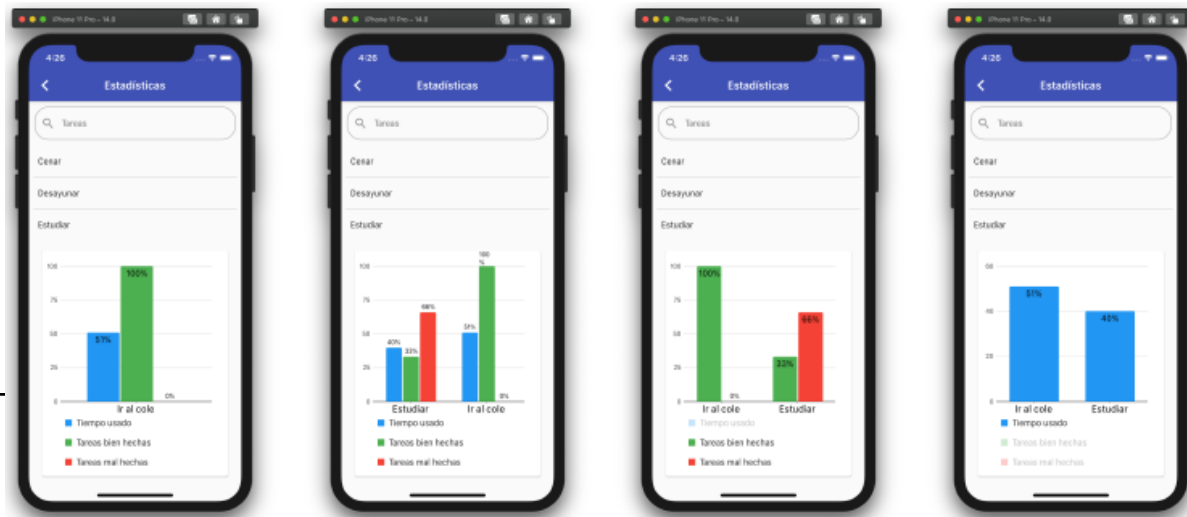 iPhone 11 Pro – 14.8
4:26
Estadísticas
Tareas
Cenar
Desayunar
Estudiar
100
75
50
25
0
51%
100%
0%
Ir al cole
Tiempo usado
Tareas bien hechas
Tareas mal hechas
iPhone 11 Pro – 14.8
4:26
Estadísticas
Tareas
Cenar
Desayunar
Estudiar
100
75
50
25
0
40%
33%
66%
51%
100
%
0%
Estudiar Ir al cole
Tiempo usado
Tareas bien hechas
Tareas mal hechas
iPhone 11 Pro – 14.8
4:26
Estadísticas
Tareas
Cenar
Desayunar
Estudiar
100
75
50
25
0
100%
0%
33%
66%
Ir al cole Estudiar
Tiempo usado
Tareas bien hechas
Tareas mal hechas
iPhone 11 Pro – 14.8
4:26
Estadísticas
Tareas
Cenar
Desayunar
Estudiar
60
40
20
0
51%
40%
Ir al cole Estudiar
Tiempo usado
Tareas bien hechas
Tareas mal hechas